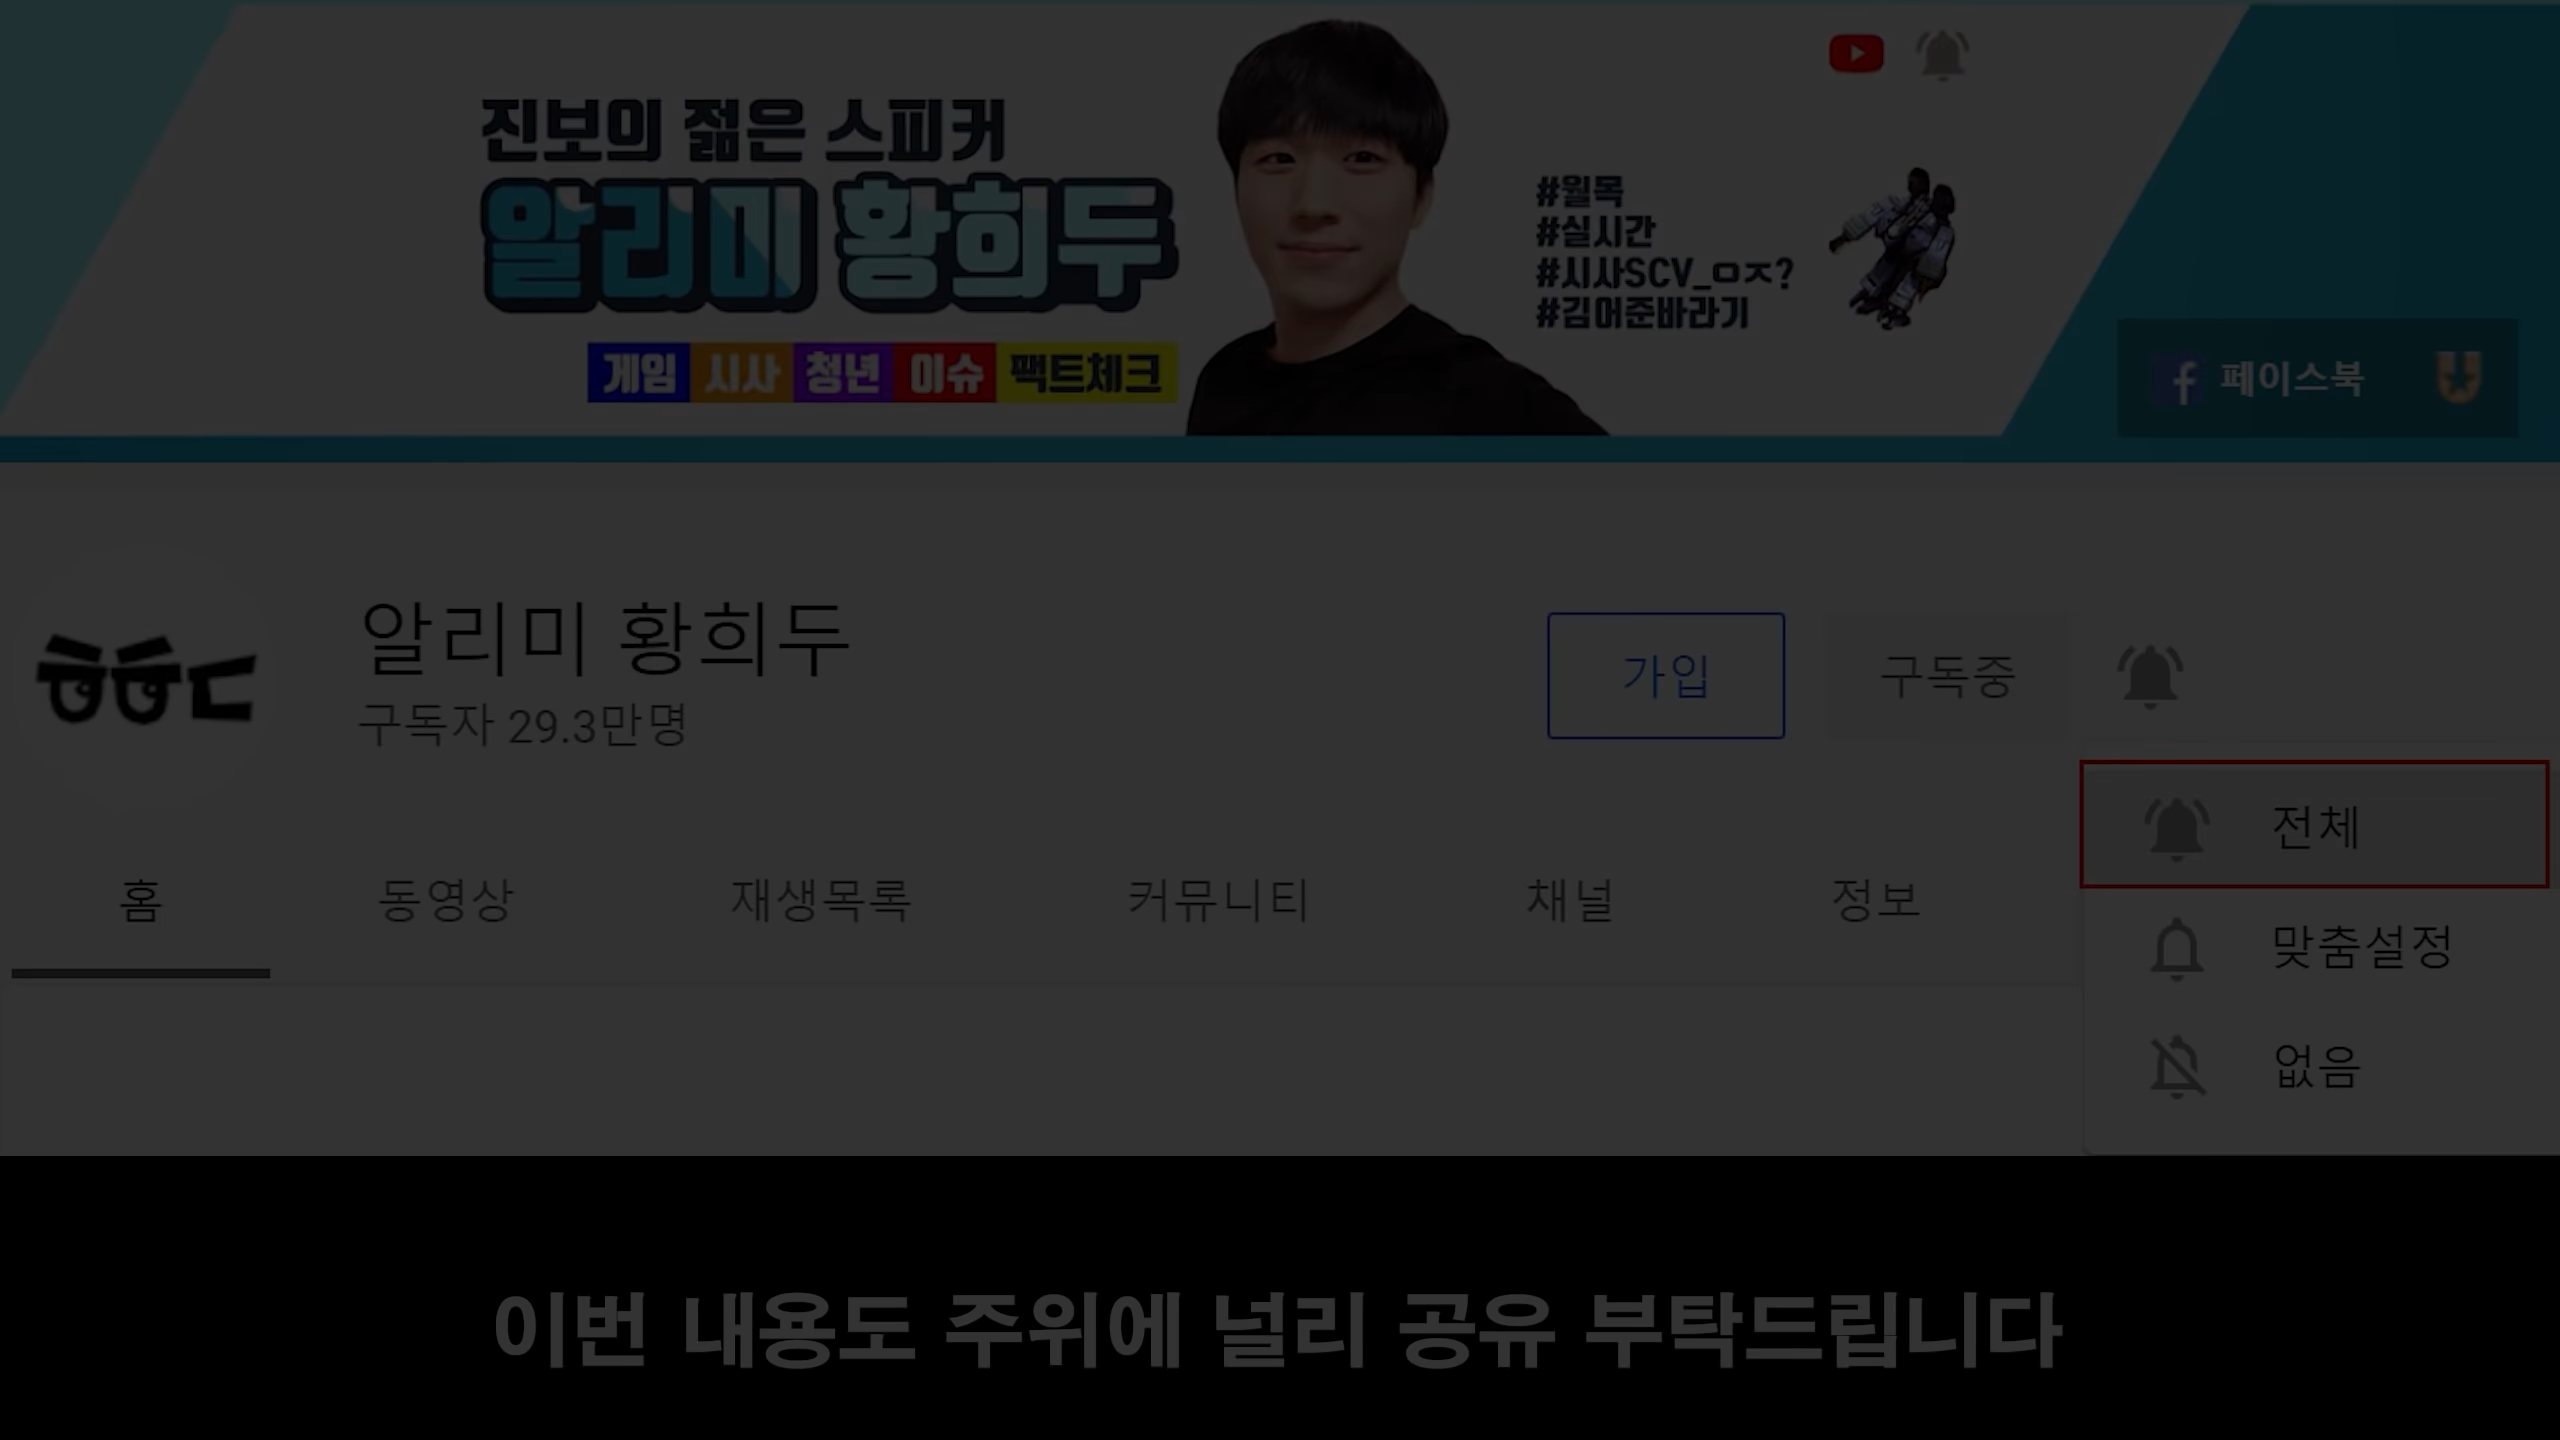 진보의 젊은 스피커
알리미 황희두
게임 시사 청년 이슈 팩트체크
#월목
#실시간
#시사SCV_ㅁㅈ?
#김어준바라기
f 페이스북
ㅎㅎㄷ
알리미 황희두
구독자 29.3만명
가입
구독중
홈
동영상
재생목록
커뮤니티
채널
정보
전체
맞춤설정
없음
이번 내용도 주위에 널리 공유 부탁드립니다